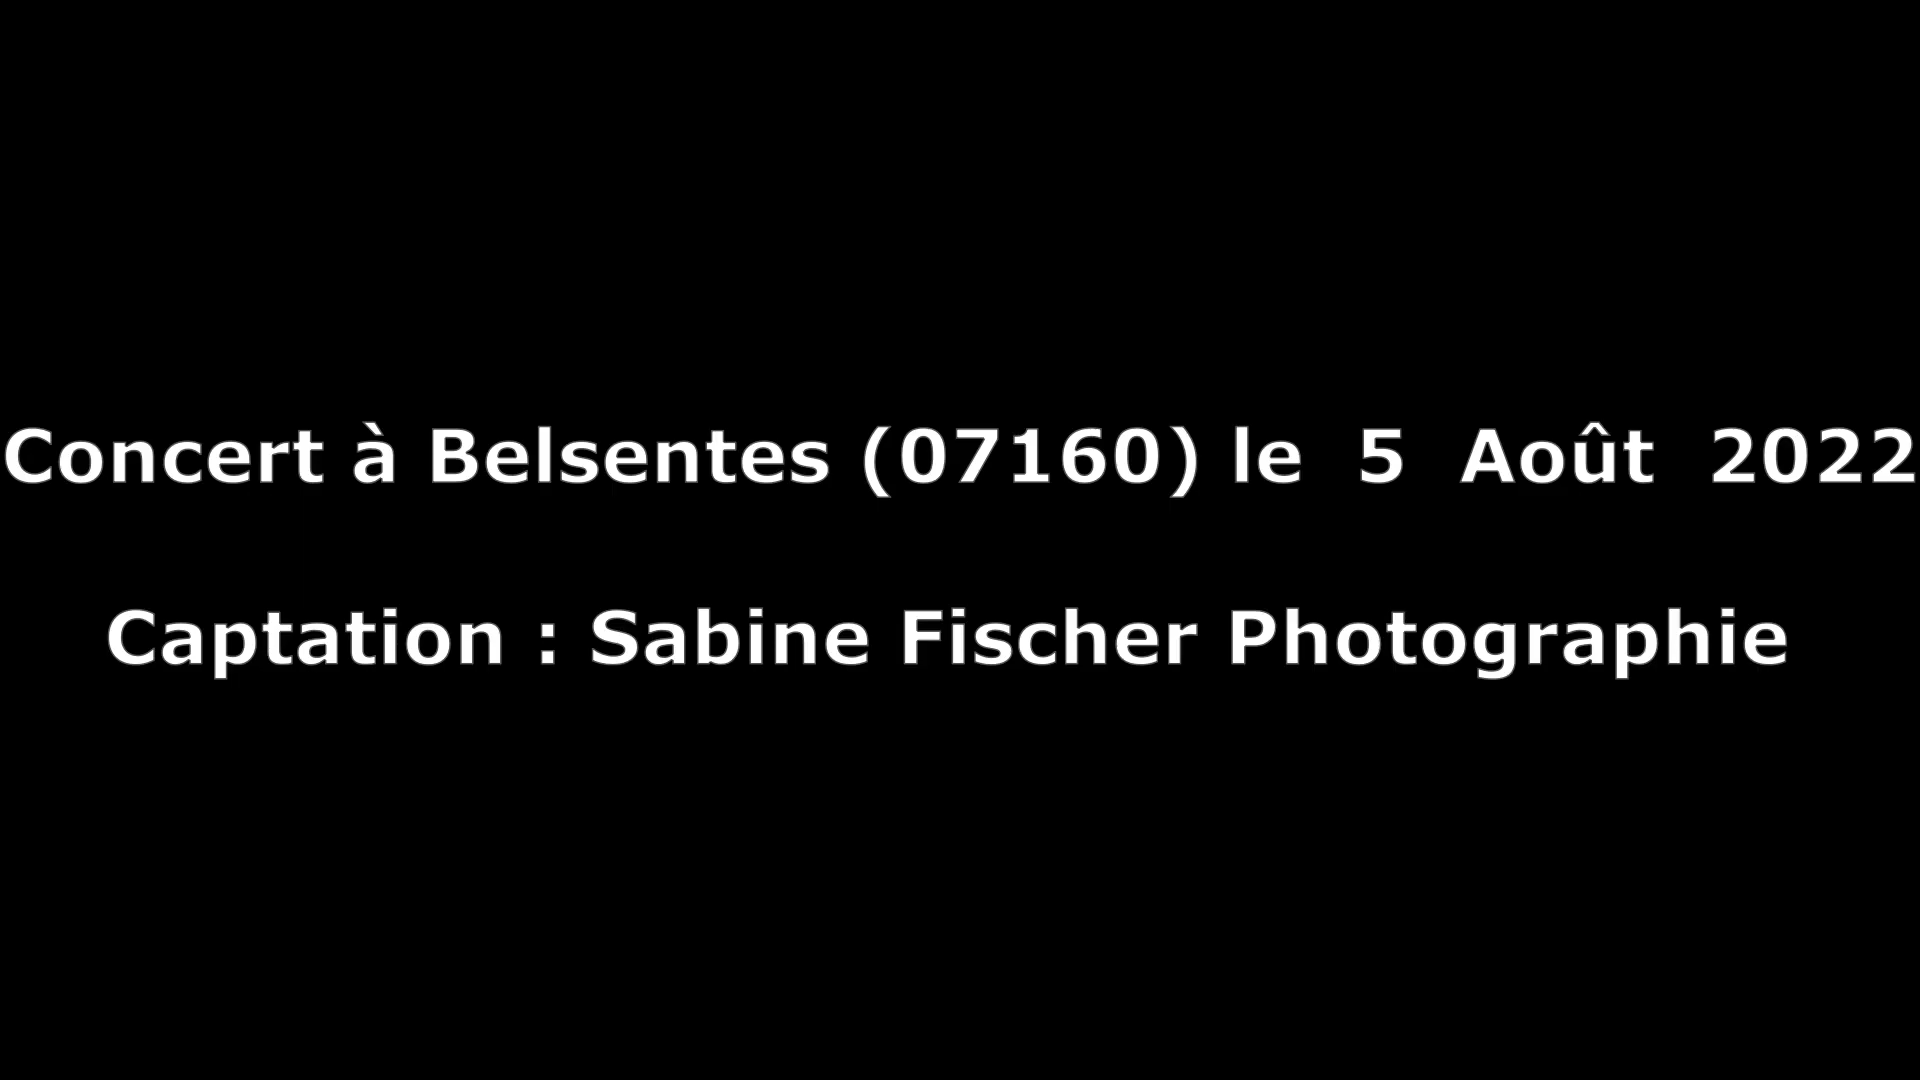 Concert à Belsentes (07160) le 5 Août 2022
Captation : Sabine Fischer Photographie